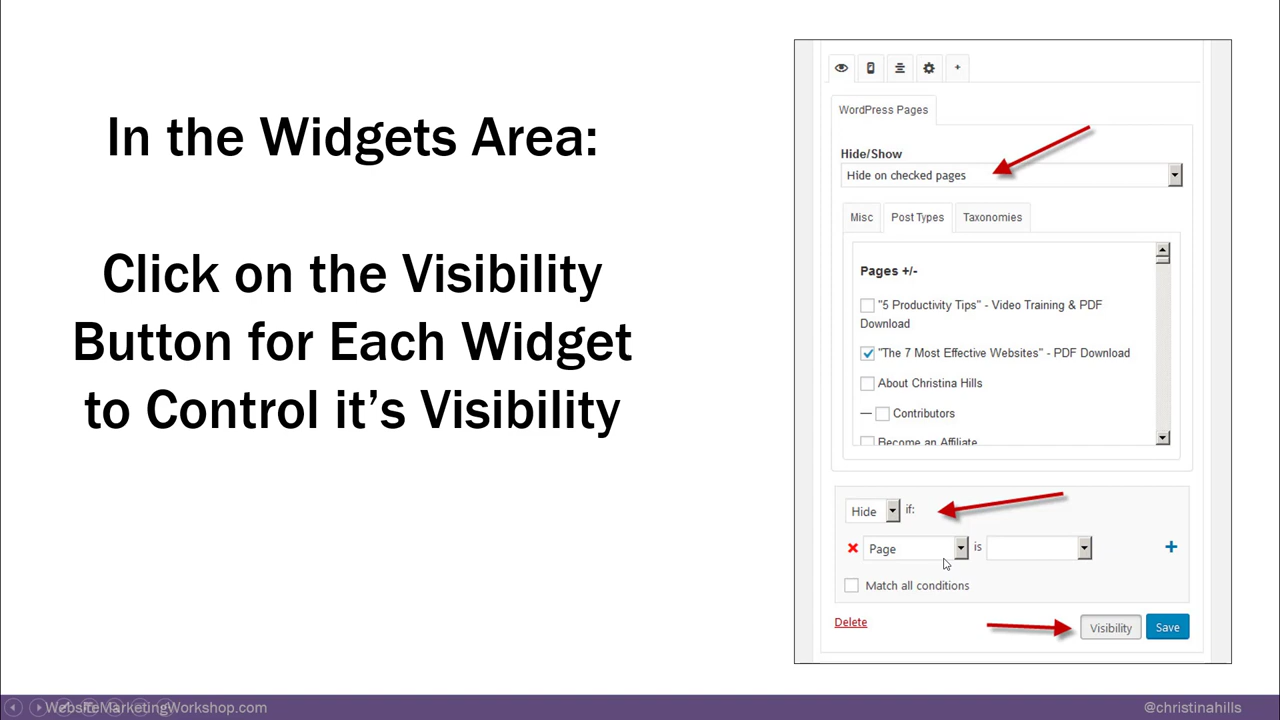 In the Widgets Area:
Click on the Visibility
Button for Each Widget
to Control it’s Visibility
+
WordPress Pages
Hide/Show
Hide on checked pages
Misc Post Types Taxonomies
Pages +/-
"5 Productivity Tips" - Video Training & PDF
Download
"The 7 Most Effective Websites" - PDF Download
About Christina Hills
— Contributors
Become an Affiliate
Hide if:
Page is
Match all conditions
Delete Visibility Save
WebsiteMarketingWorkshop.com @christinahills